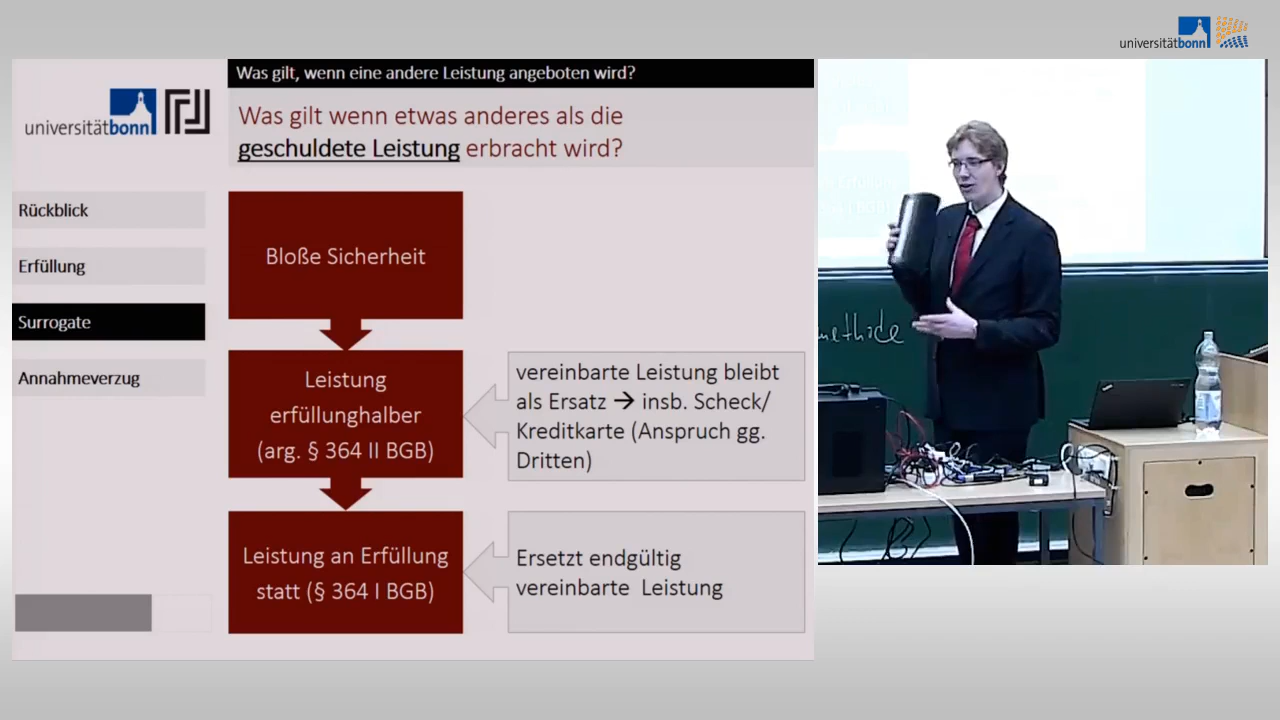 universitätbonn
Was gilt, wenn eine andere Leistung angeboten wird?
universitätbonn
Was gilt wenn etwas anderes als die
geschuldete Leistung erbracht wird?
Rückblick
Erfüllung
Surrogate
Annahmeverzug
Bloße Sicherheit
Leistung
erfüllunghalber
(arg. § 364 II BGB)
vereinbarte Leistung bleibt
als Ersatz → insb. Scheck/
Kreditkarte (Anspruch gg.
Dritten)
Leistung an Erfüllung
statt (§ 364 I BGB)
Ersetzt endgültig
vereinbarte Leistung
methode